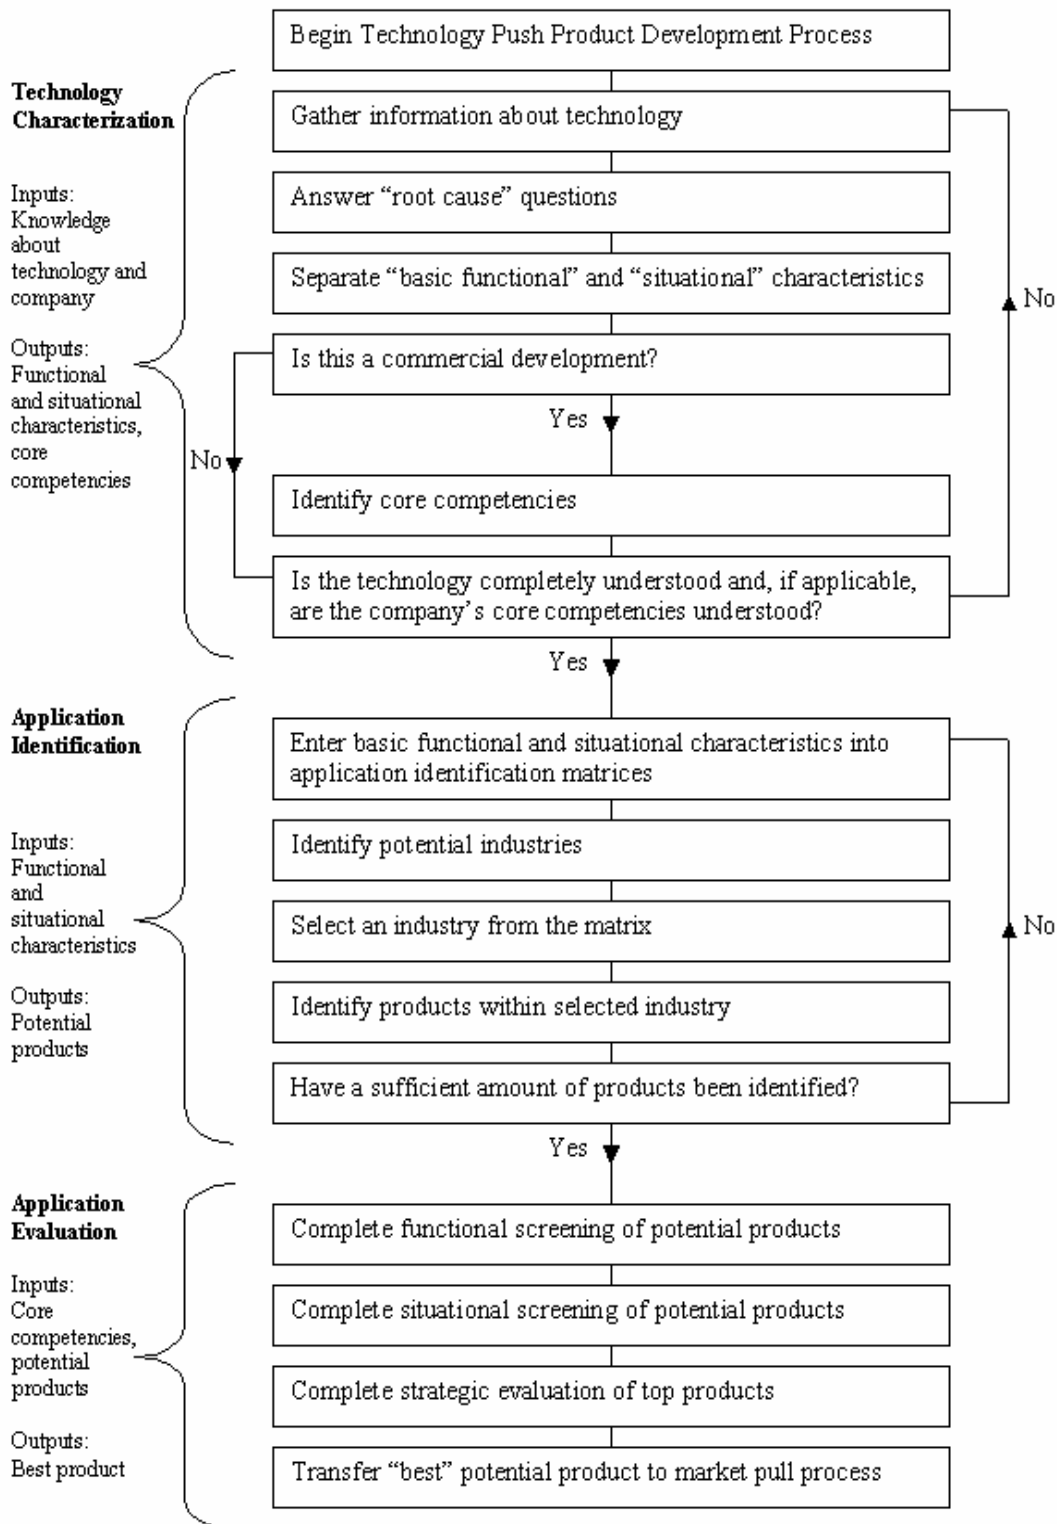 Begin Technology Push Product Development Process
Technology
Characterization
Gather information about technology
Inputs:
Knowledge
about
technology and
company
Answer “root cause” questions
Separate “basic functional” and “situational” characteristics
No
Outputs:
Functional
and situational
characteristics,
core
competencies
Is this a commercial development?
Yes
No
Identify core competencies
Is the technology completely understood and, if applicable,
are the company’s core competencies understood?
Yes
Application
Identification
Enter basic functional and situational characteristics into
application identification matrices
Inputs:
Functional
and
situational
characteristics
Identify potential industries
Select an industry from the matrix
No
Outputs:
Potential
products
Identify products within selected industry
Have a sufficient amount of products been identified?
Yes
Application
Evaluation
Complete functional screening of potential products
Inputs:
Core
competencies,
potential
products
Complete situational screening of potential products
Complete strategic evaluation of top products
Outputs:
Best product
Transfer “best” potential product to market pull process